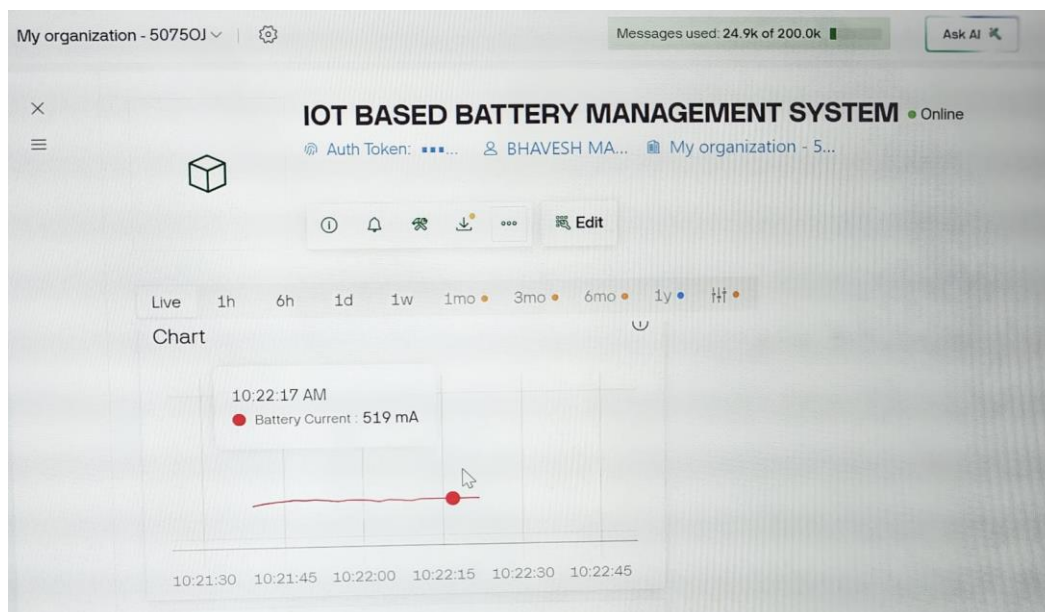 My organization - 5075OJ
Messages used: 24.9k of 200.0k
Ask AI
IOT BASED BATTERY MANAGEMENT SYSTEM
Online
Auth Token: ▪▪▪... BHAVESH MA... My organization - 5...
Edit
Live 1h 6h 1d 1w 1mo 3mo 6mo 1y
Chart
10:22:17 AM
Battery Current : 519 mA
10:21:30 10:21:45 10:22:00 10:22:15 10:22:30 10:22:45